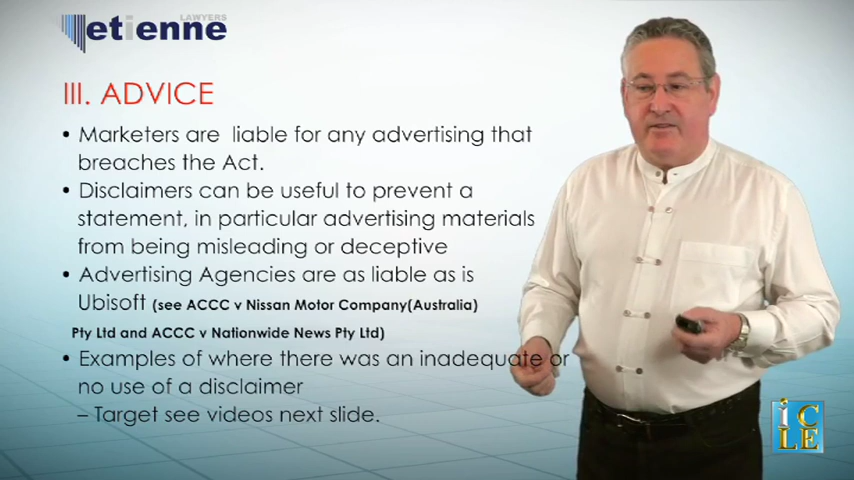 LAWYERS
etienne
III. ADVICE
• Marketers are liable for any advertising that
breaches the Act.
• Disclaimers can be useful to prevent a
statement, in particular advertising materials
from being misleading or deceptive
• Advertising Agencies are as liable as is
Ubisoft (see ACCC v Nissan Motor Company(Australia)
Pty Ltd and ACCC v Nationwide News Pty Ltd)
• Examples of where there was an inadequate or
no use of a disclaimer
– Target see videos next slide.
iC
LE